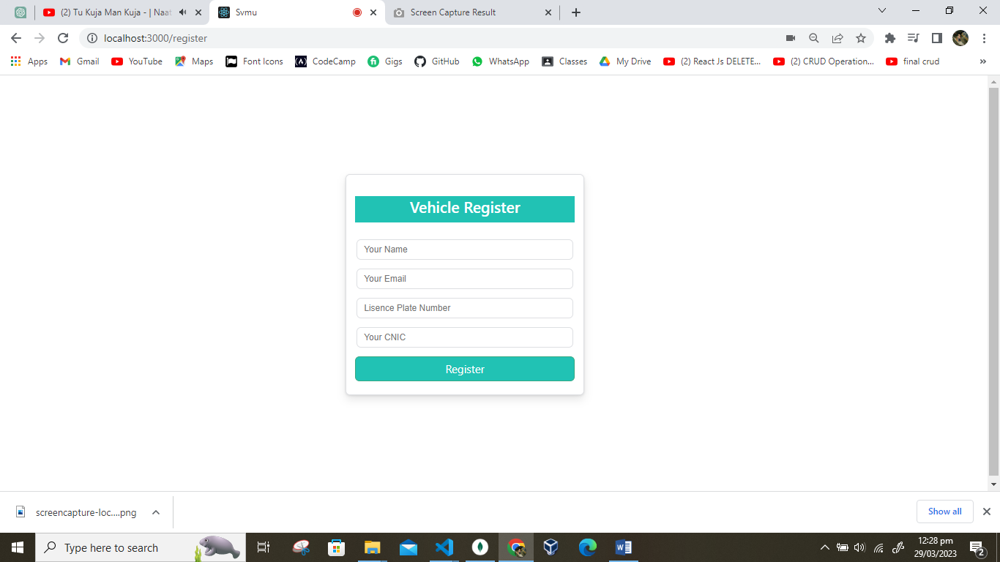 (2) Tu Kuja Man Kuja - | Naat
Svmu
Screen Capture Result
localhost:3000/register
Apps
Gmail
YouTube
Maps
Font Icons
CodeCamp
Gigs
GitHub
WhatsApp
Classes
My Drive
(2) React Js DELETE...
(2) CRUD Operation...
final crud
»
Vehicle Register
Your Name
Your Email
Lisence Plate Number
Your CNIC
Register
screencapture-loc....png
Show all
Type here to search
12:28 pm
29/03/2023
2